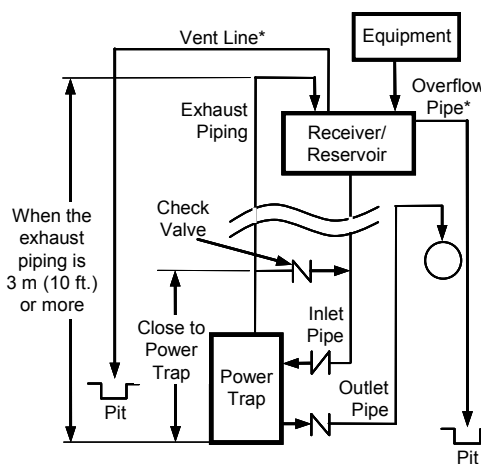 Vent Line*
Equipment
Exhaust
Piping
Overflow
Pipe*
Receiver/
Reservoir
When the
exhaust
piping is
3 m (10 ft.)
or more
Check
Valve
Close to
Power
Trap
Inlet
Pipe
Power
Trap
Outlet
Pipe
Pit
Pit